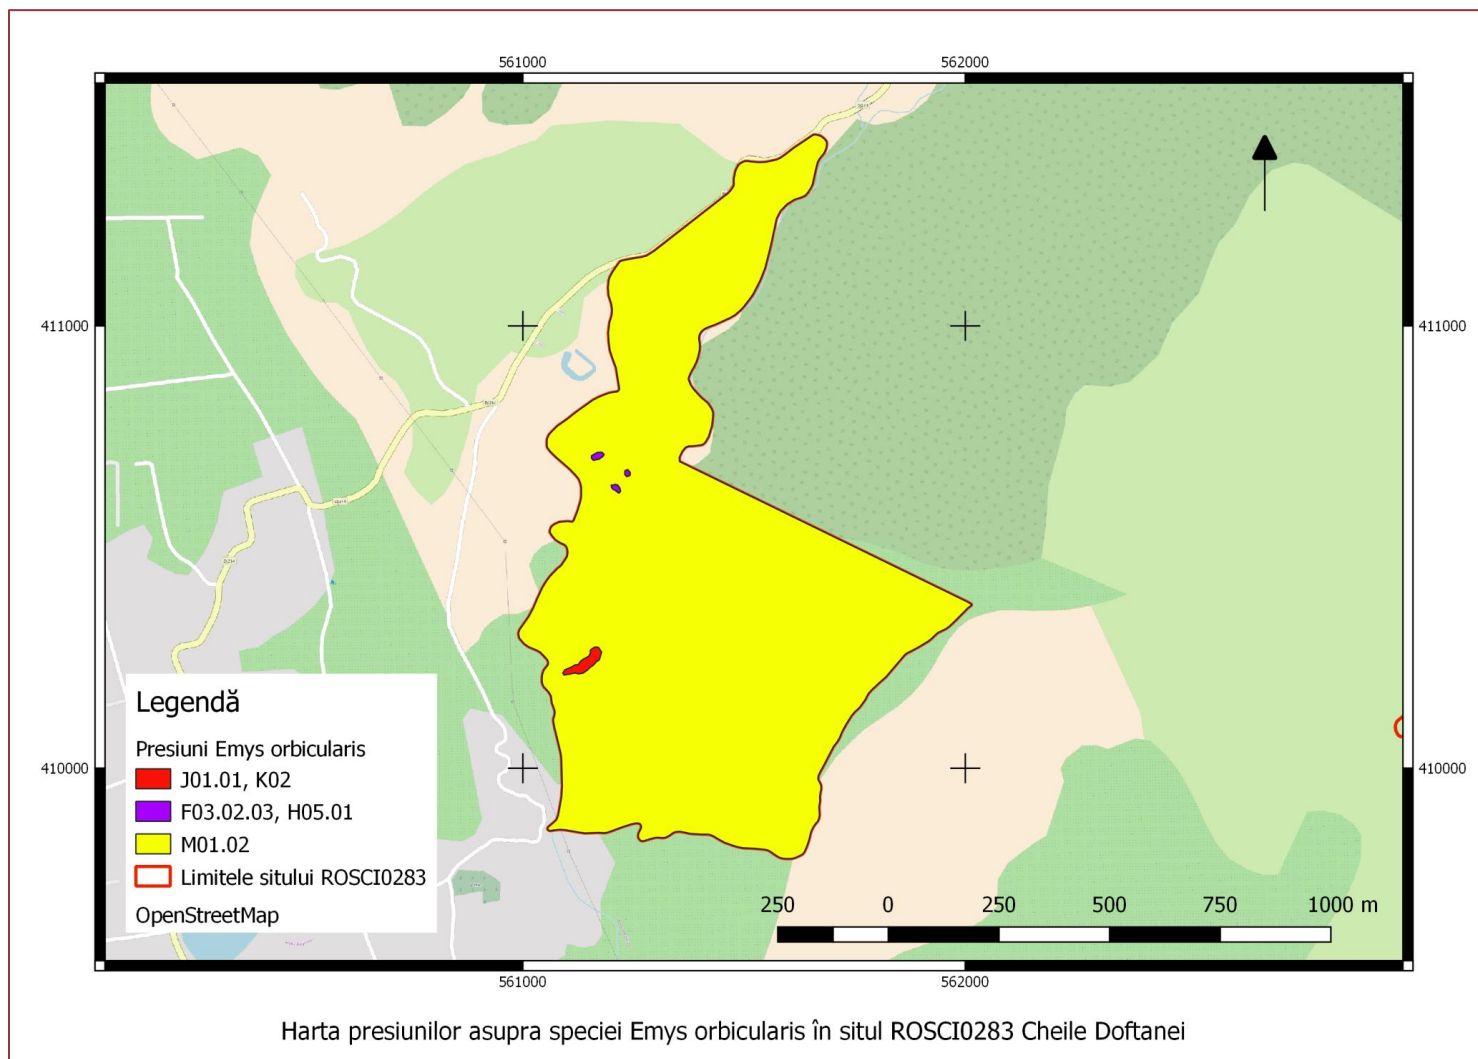 561000 562000
411000 411000
410000 410000
Legendă
Presiuni Emys orbicularis
J01.01, K02
F03.02.03, H05.01
M01.02
Limitele sitului ROSCI0283
OpenStreetMap
250 0 250 500 750 1000 m
561000 562000
Harta presiunilor asupra speciei Emys orbicularis în situl ROSCI0283 Cheile Doftanei